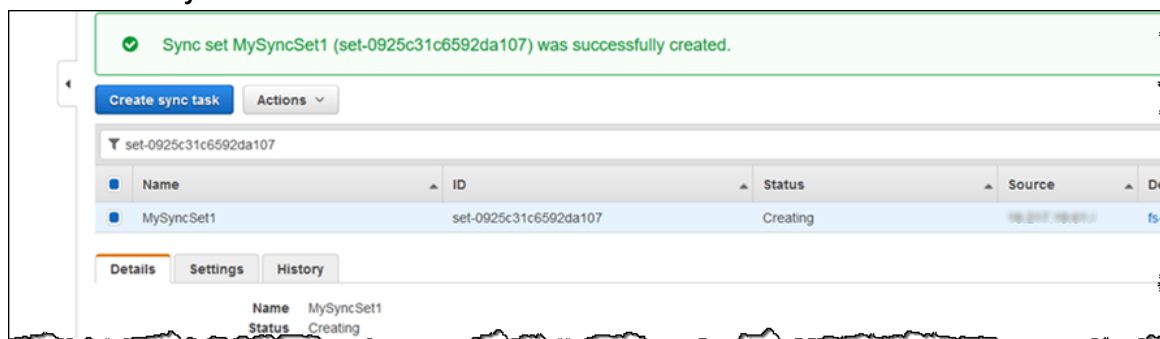 Sync set MySyncSet1 (set-0925c31c6592da107) was successfully created.
Create sync task Actions
set-0925c31c6592da107
Name ID Status Source
MySyncSet1 set-0925c31c6592da107 Creating fs-
Details Settings History
Name MySyncSet1
Status Creating